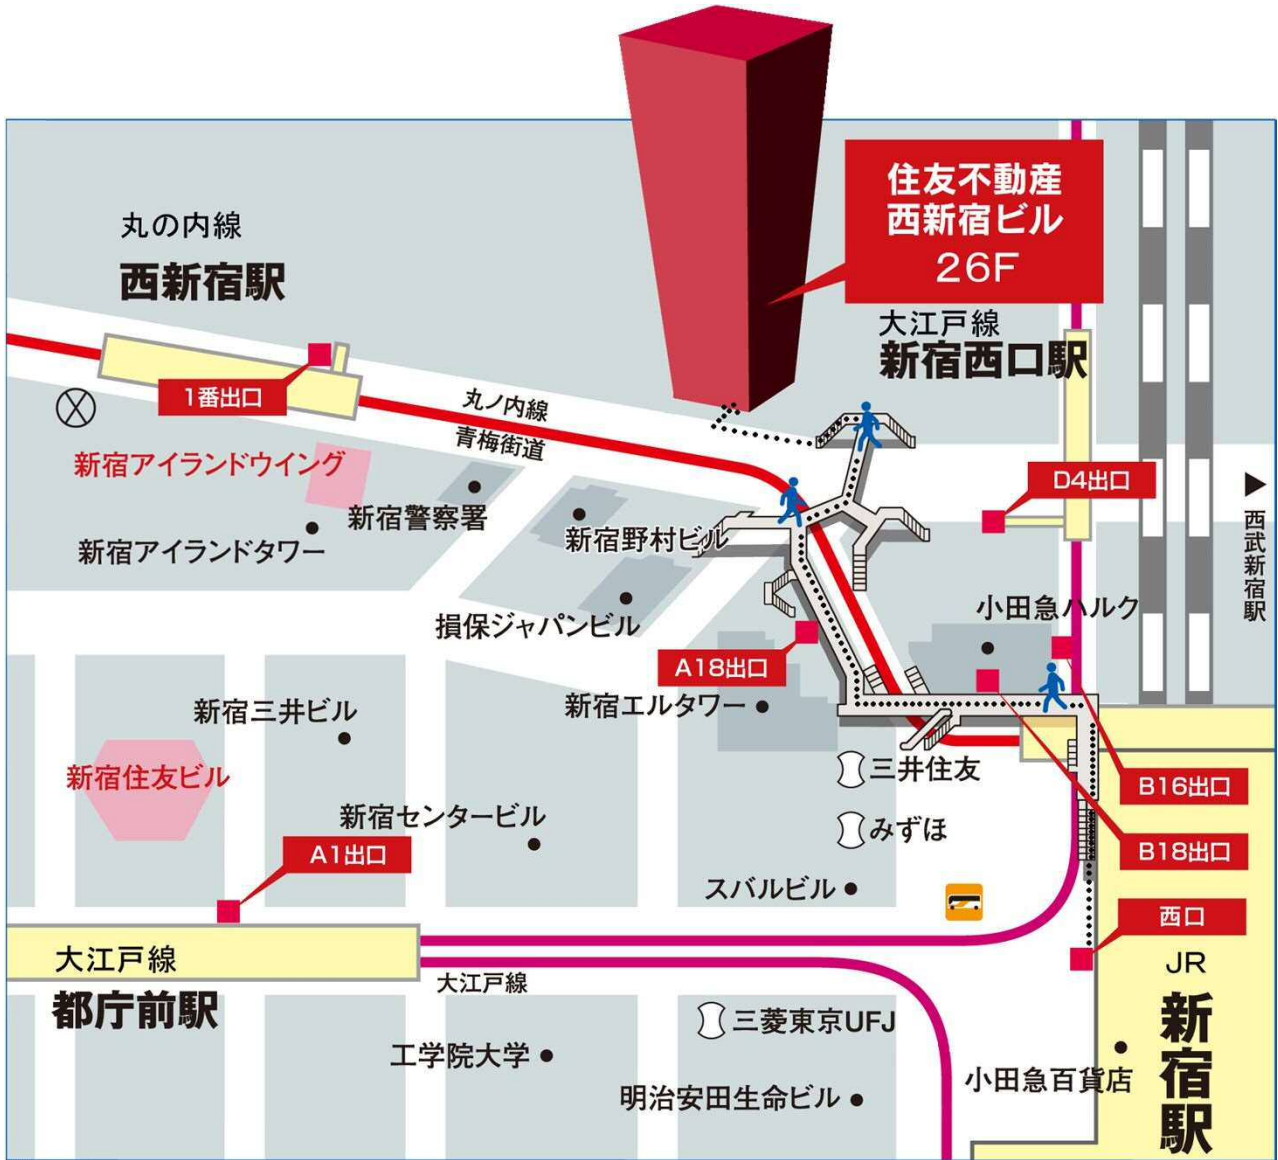 住友不動産
西新宿ビル
26F
丸の内線
西新宿駅
大江戸線
新宿西口駅
1番出口
丸ノ内線
青梅街道
新宿アイランドウイング
新宿警察署
新宿アイランドタワー
新宿野村ビル
D4出口
西武新宿駅
小田急ハルク
損保ジャパンビル
A18出口
新宿エルタワー
新宿三井ビル
新宿住友ビル
三井住友
B16出口
新宿センタービル
みずほ
B18出口
A1出口
スバルビル
西口
大江戸線
都庁前駅
大江戸線
JR
新宿駅
三菱東京UFJ
工学院大学
小田急百貨店
明治安田生命ビル